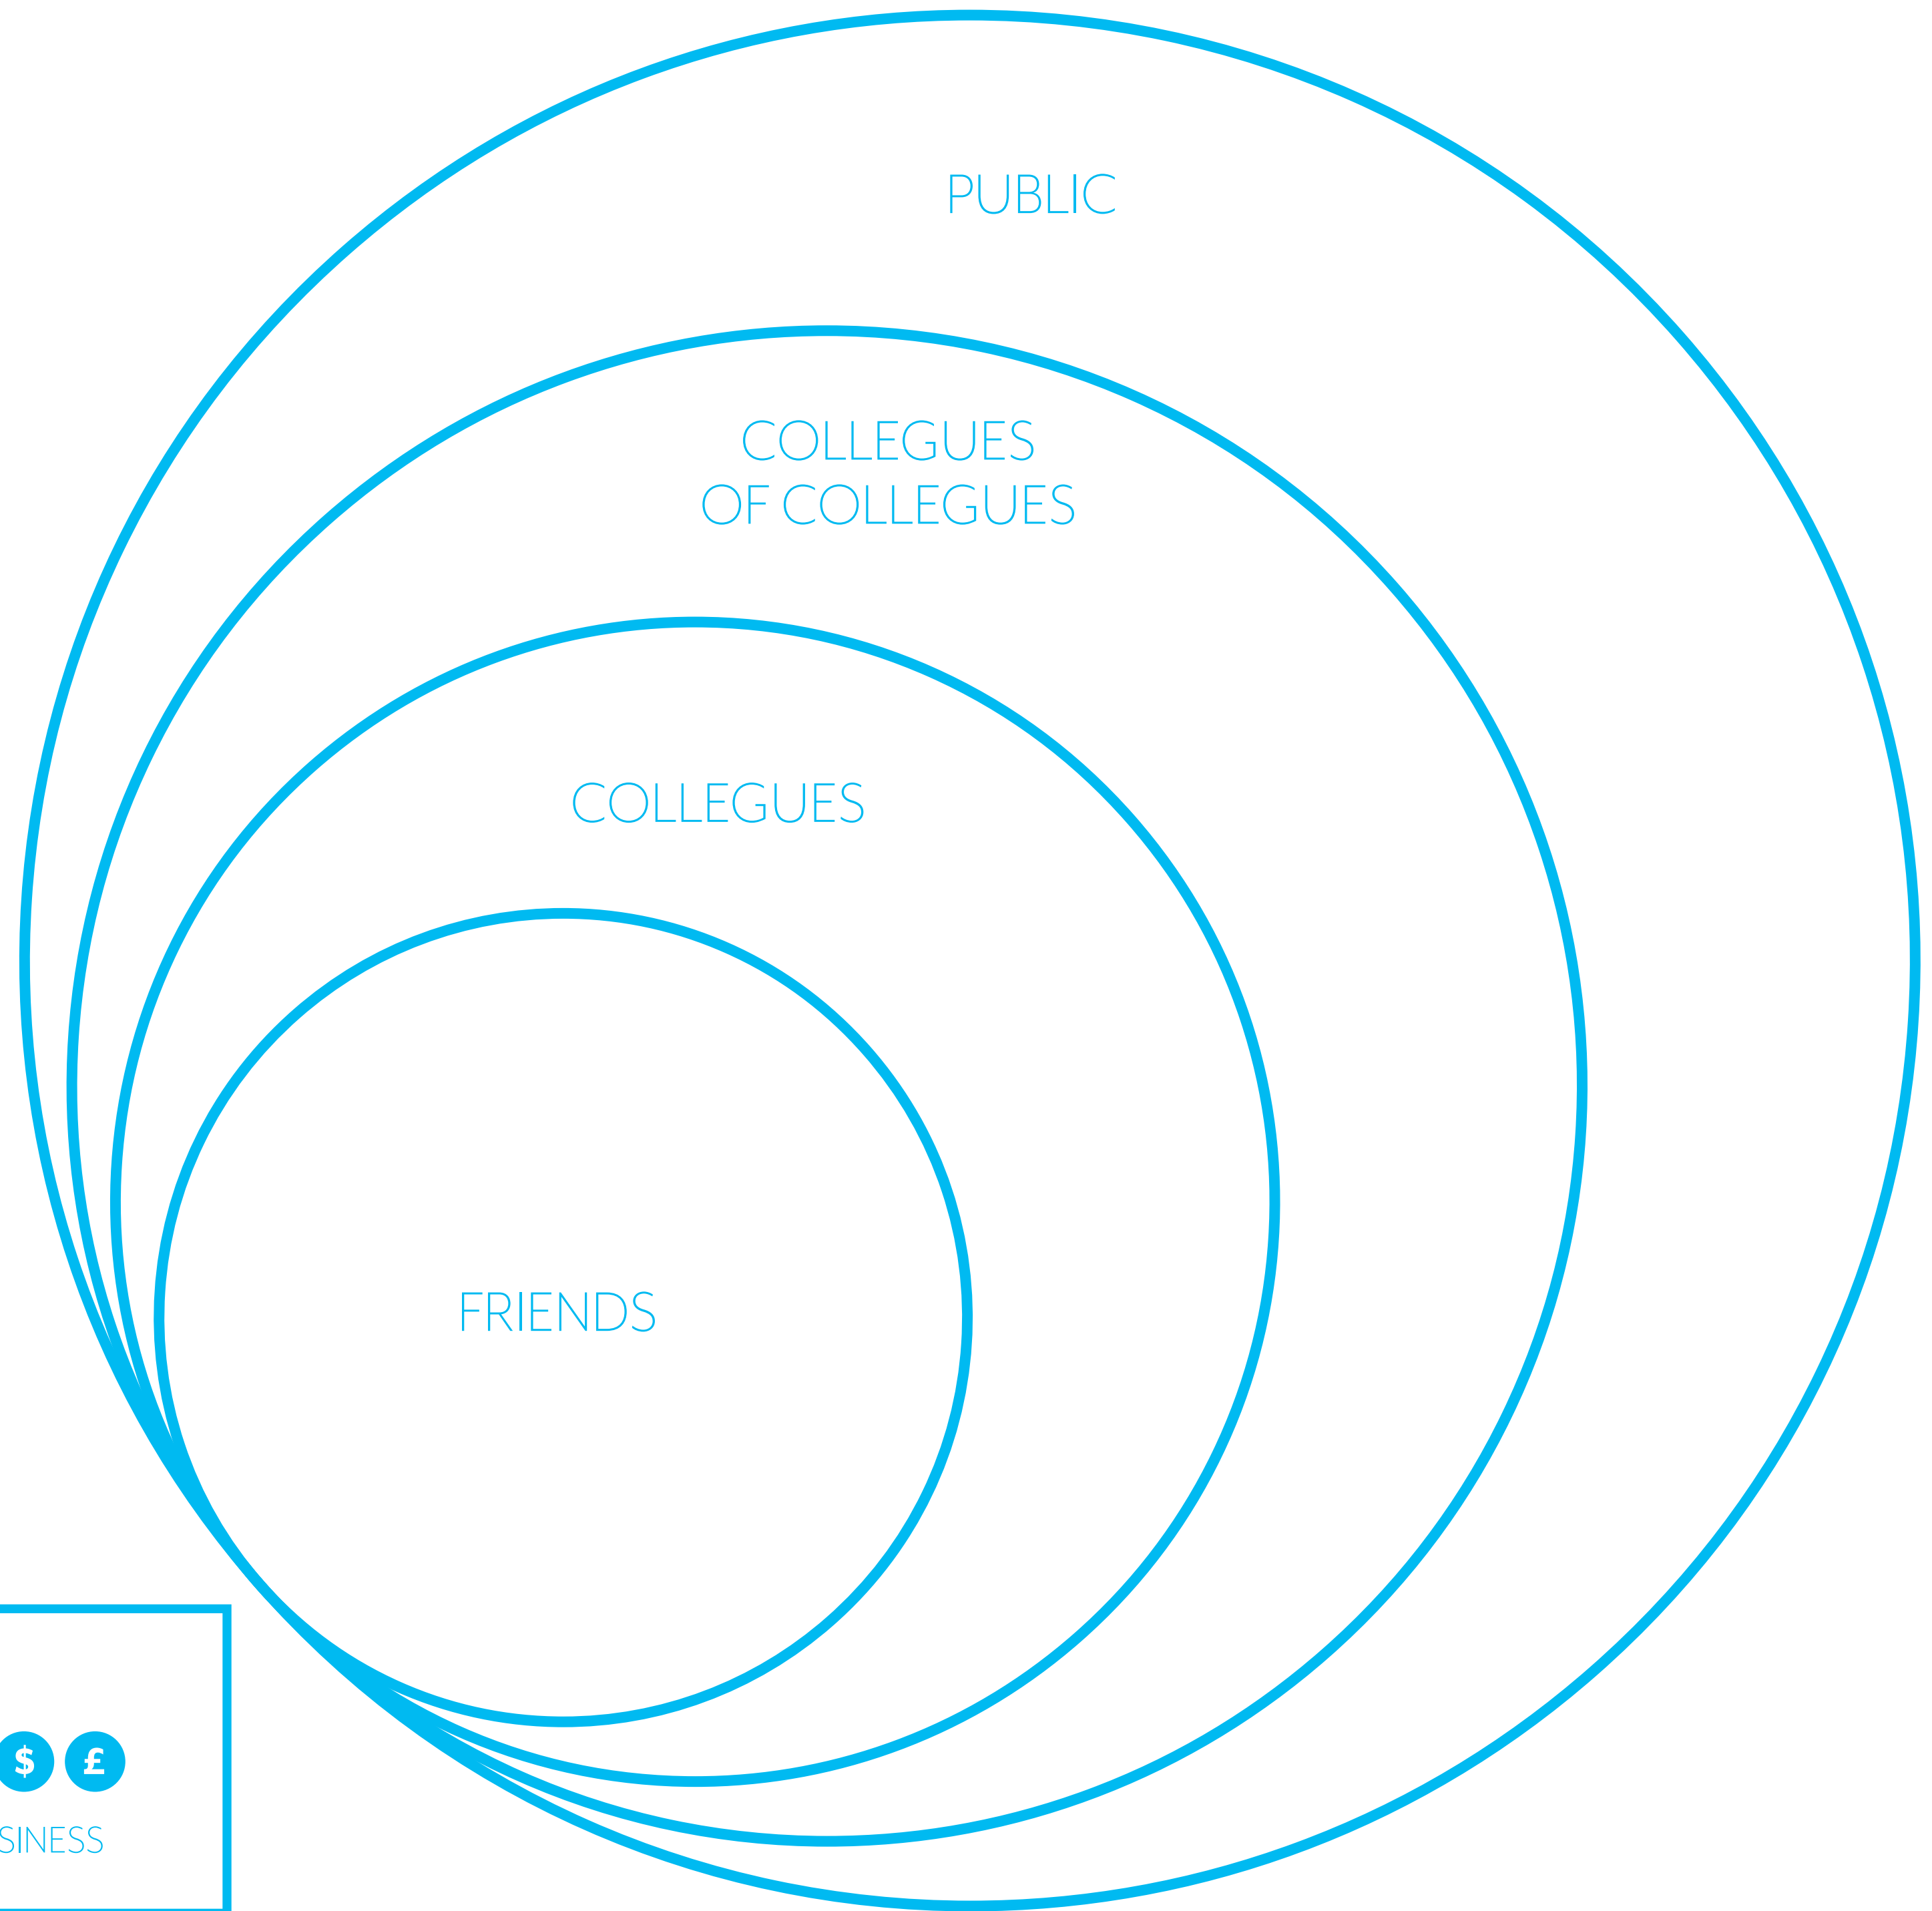 PUBLIC
COLLEGUES
OF COLLEGUES
COLLEGUES
FRIENDS
$ £
SINESS